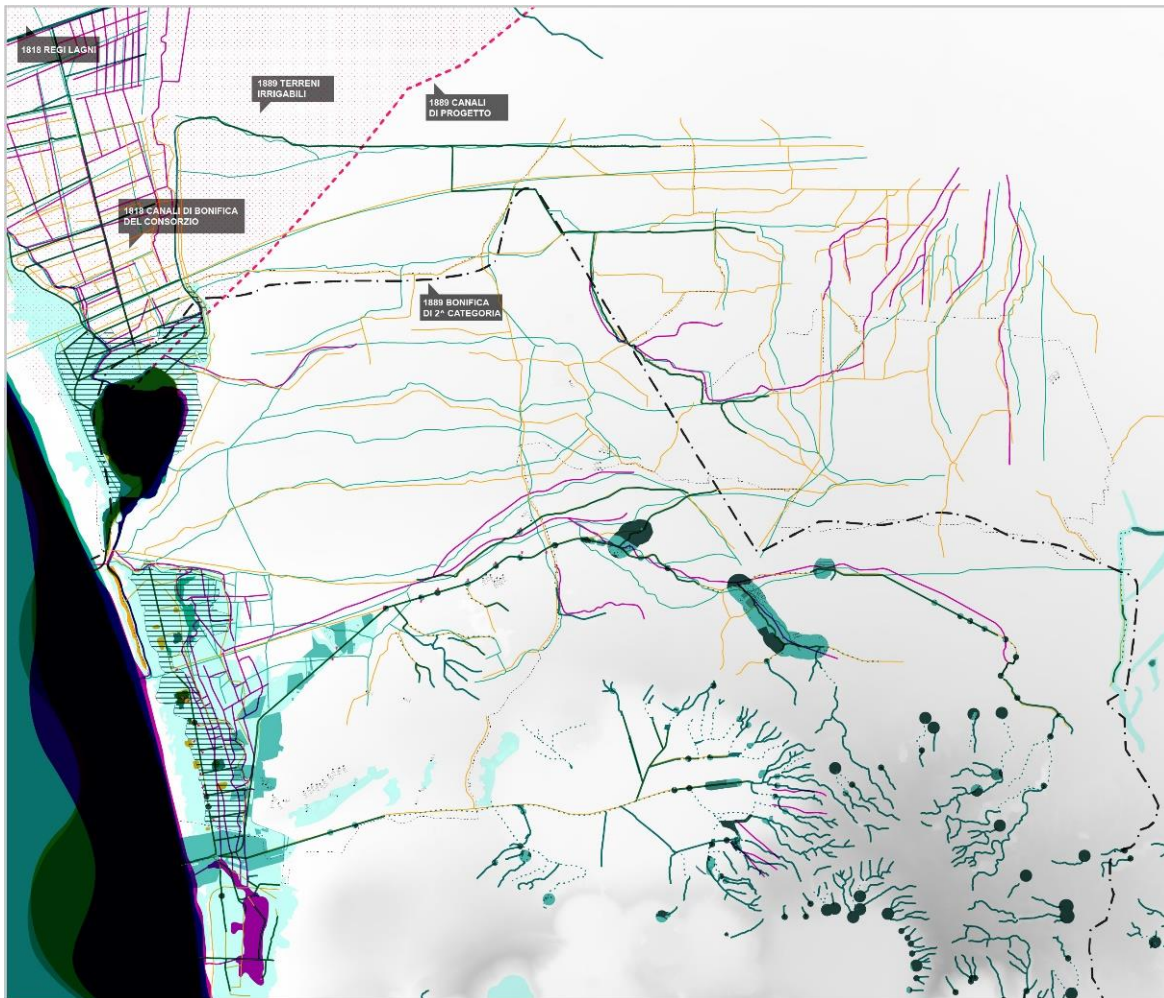 1818 REGI LAGNI
1889 TERRENI
IRRIGABILI
1889 CANALI
DI PROGETTO
1818 CANALI DI BONIFICA
DEL CONSORZIO
1889 BONIFICA
DI 2^ CATEGORIA